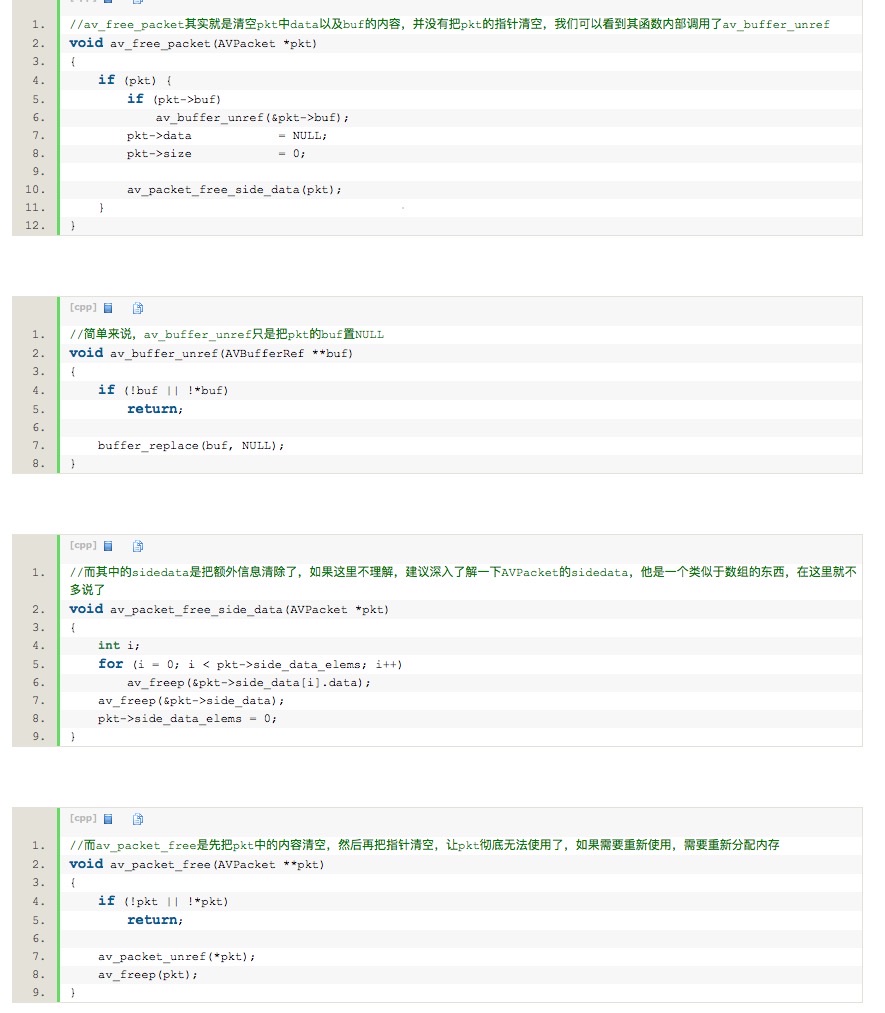 1. //av_free_packet其实就是清空pkt中data以及buf的内容，并没有把pkt的指针清空，我们可以看到其函数内部调用了av_buffer_unref
2. void av_free_packet(AVPacket *pkt)
3. {
4.     if (pkt) {
5.         if (pkt->buf)
6.             av_buffer_unref(&pkt->buf);
7.         pkt->data            = NULL;
8.         pkt->size            = 0;
9.
10.         av_packet_free_side_data(pkt);
11.     }
12. }
[cpp]
1. //简单来说，av_buffer_unref只是把pkt的buf置NULL
2. void av_buffer_unref(AVBufferRef **buf)
3. {
4.     if (!buf || !*buf)
5.         return;
6.
7.     buffer_replace(buf, NULL);
8. }
[cpp]
1. //而其中的sidedata是把额外信息清除了，如果这里不理解，建议深入了解一下AVPacket的sidedata，他是一个类似于数组的东西，在这里就不
多说了
2. void av_packet_free_side_data(AVPacket *pkt)
3. {
4.     int i;
5.     for (i = 0; i < pkt->side_data_elems; i++)
6.         av_freep(&pkt->side_data[i].data);
7.     av_freep(&pkt->side_data);
8.     pkt->side_data_elems = 0;
9. }
[cpp]
1. //而av_packet_free是先把pkt中的内容清空，然后再把指针清空，让pkt彻底无法使用了，如果需要重新使用，需要重新分配内存
2. void av_packet_free(AVPacket **pkt)
3. {
4.     if (!pkt || !*pkt)
5.         return;
6.
7.     av_packet_unref(*pkt);
8.     av_freep(pkt);
9. }